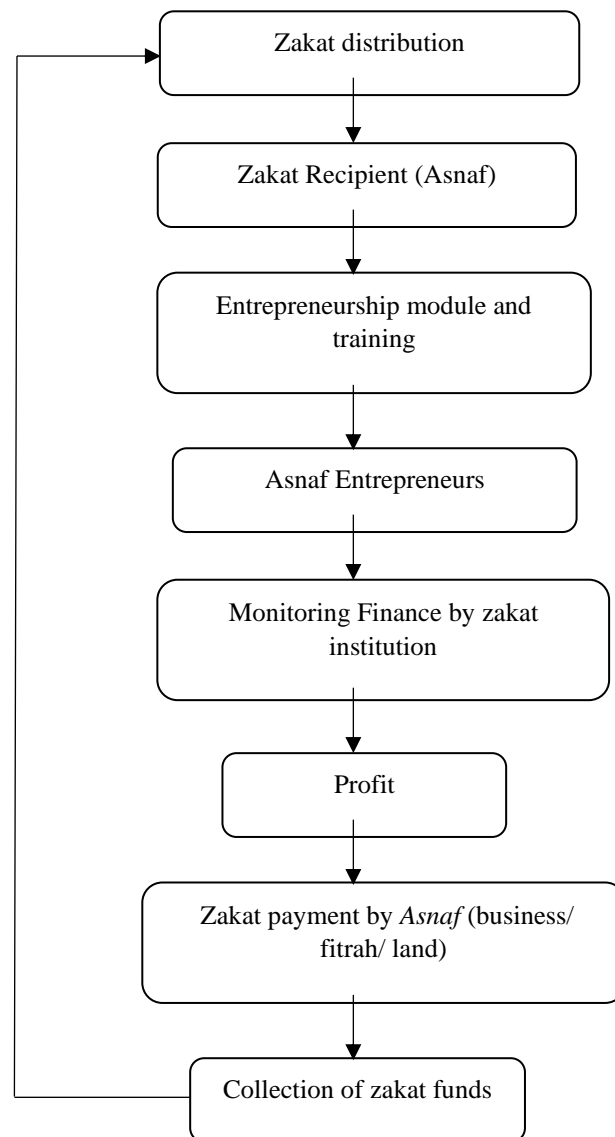 Zakat distribution
Zakat Recipient (Asnaf)
Entrepreneurship module and
training
Asnaf Entrepreneurs
Monitoring Finance by zakat
institution
Profit
Zakat payment by Asnaf (business/
fitrah/ land)
Collection of zakat funds